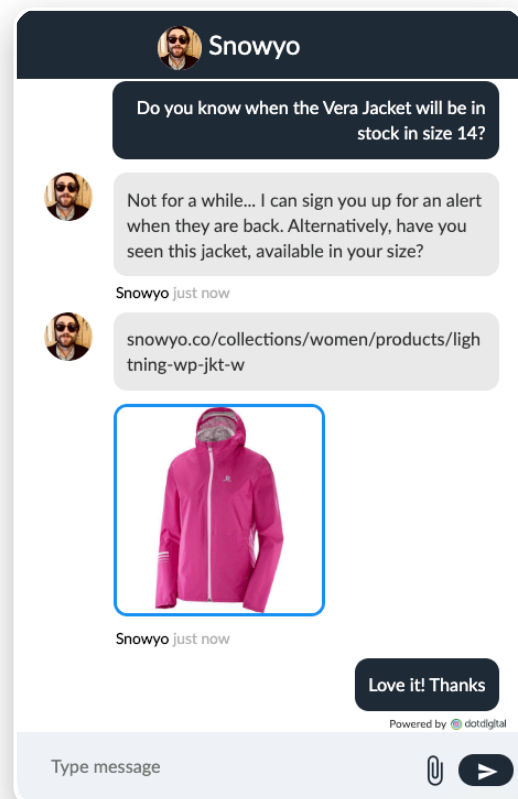 Snowyo
Do you know when the Vera Jacket will be in
stock in size 14?
Not for a while... I can sign you up for an alert
when they are back. Alternatively, have you
seen this jacket, available in your size?
Snowyo just now
snowyo.co/collections/women/products/ligh
tning-wp-jkt-w
Snowyo just now
Love it! Thanks
Powered by dotdigital
Type message